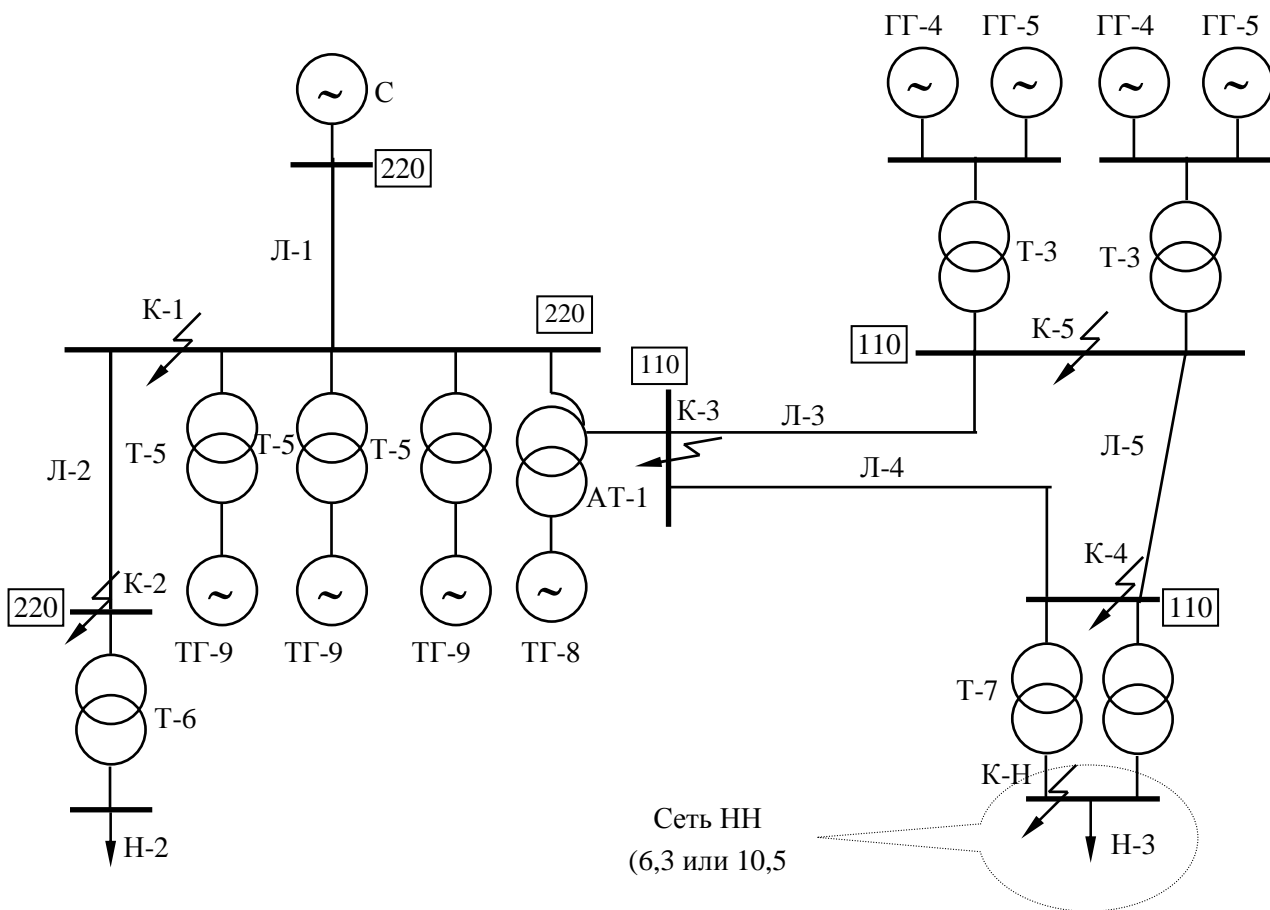 ГГ-4 ГГ-5 ГГ-4 ГГ-5
~ ~ ~ ~
~ С
220
Л-1
Т-3 Т-3
К-1
220
К-5
110
110
К-3
Л-3
Л-2
Т-5 Т-5 Т-5
АТ-1
Л-4
Л-5
К-2
220
~ ~ ~ ~
К-4
110
ТГ-9 ТГ-9 ТГ-9 ТГ-8
Т-6
Т-7
К-Н
Н-2
Сеть НН
(6,3 или 10,5
Н-3